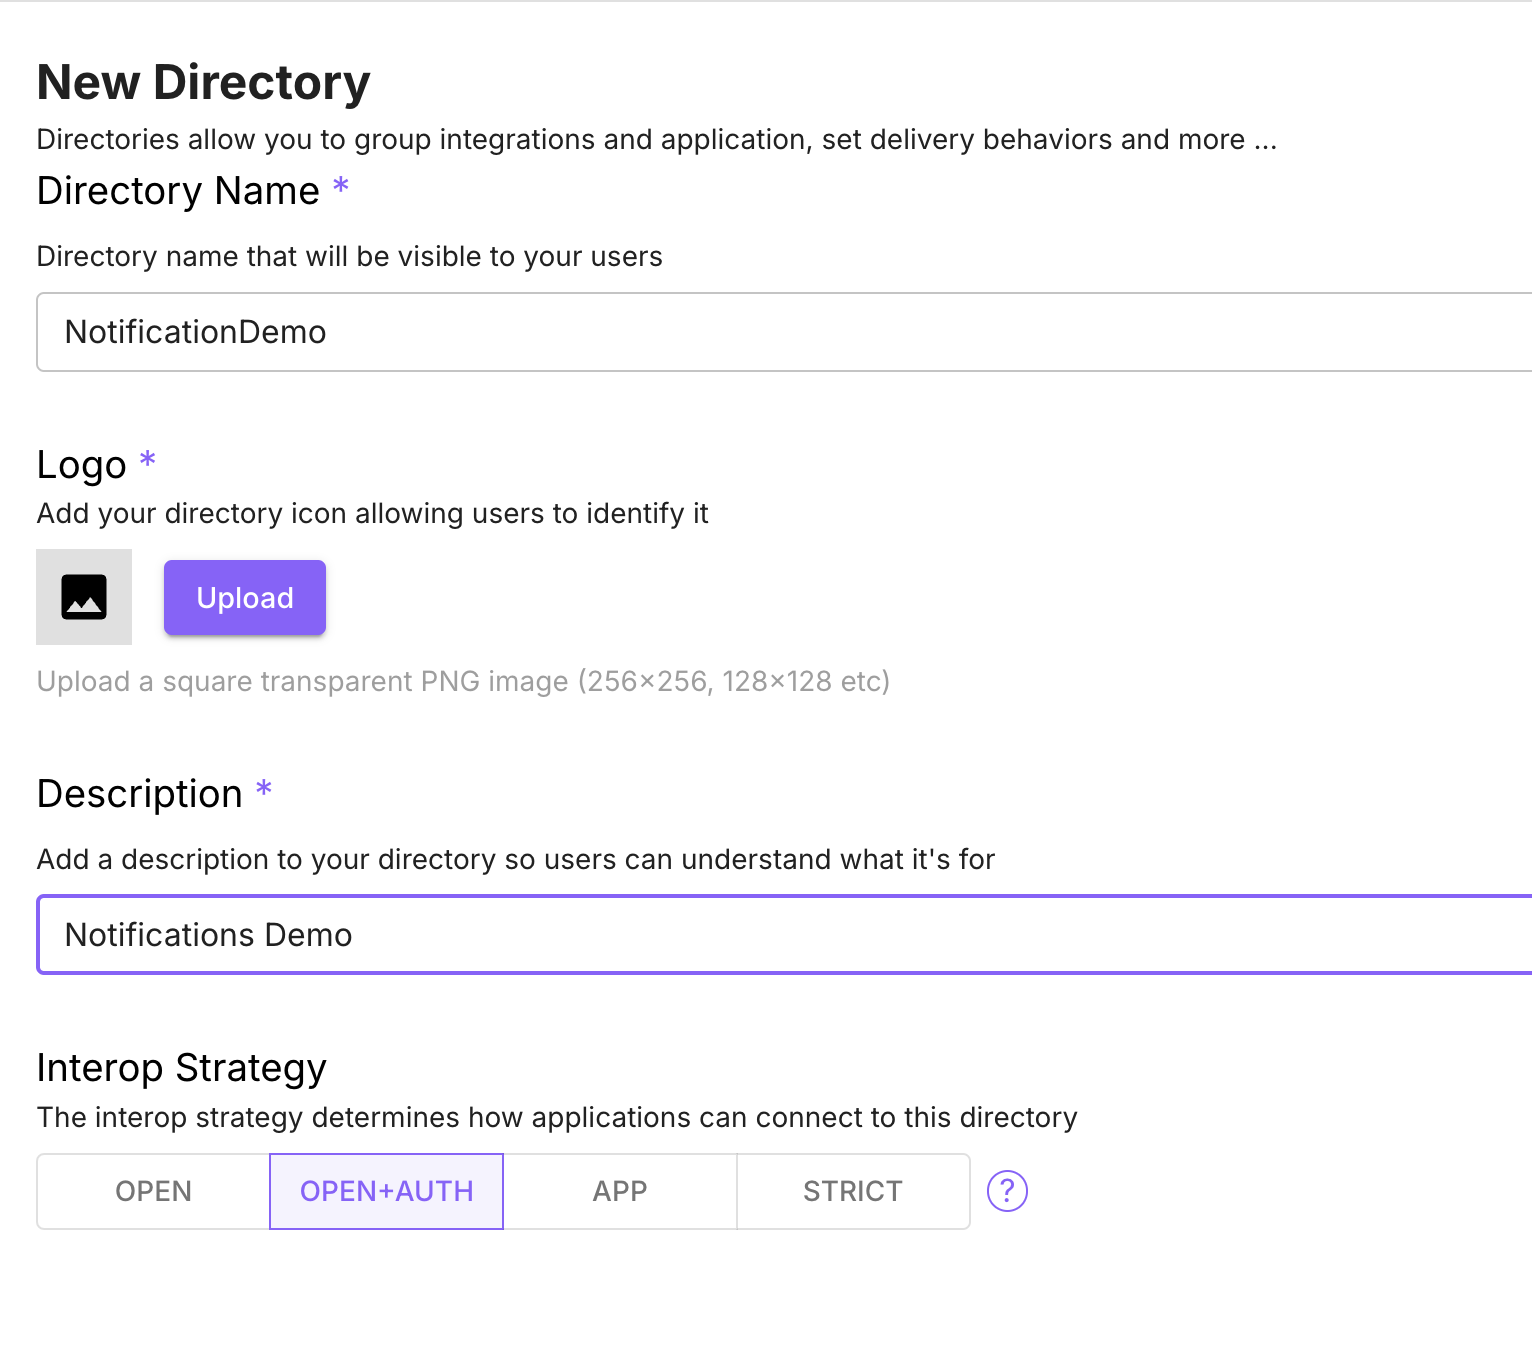 New Directory
Directories allow you to group integrations and application, set delivery behaviors and more ...
Directory Name *
Directory name that will be visible to your users
NotificationDemo
Logo *
Add your directory icon allowing users to identify it
Upload
Upload a square transparent PNG image (256×256, 128×128 etc)
Description *
Add a description to your directory so users can understand what it's for
Notifications Demo
Interop Strategy
The interop strategy determines how applications can connect to this directory
OPEN OPEN+AUTH APP STRICT ?